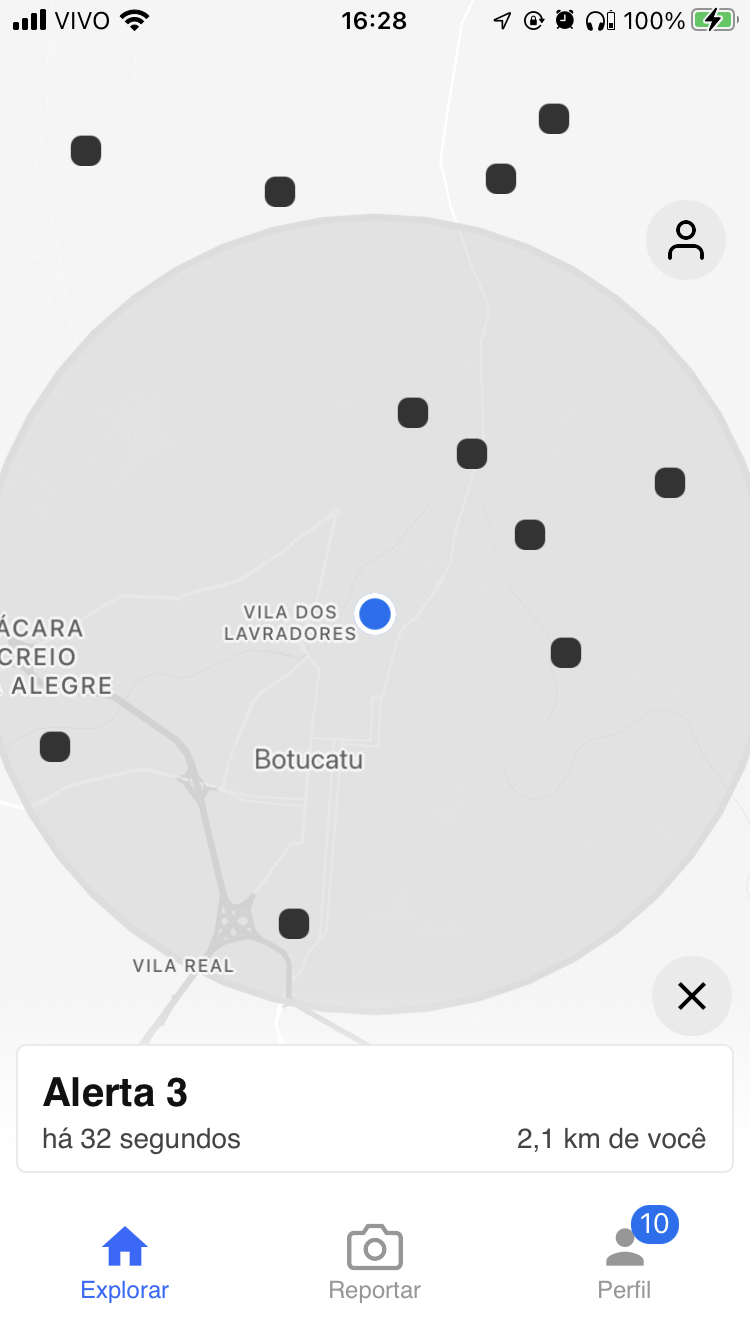 VIVO 16:28 100%
VILA DOS
LAVRADORES
ÁCARA
CREIO
ALEGRE
Botucatu
VILA REAL
Alerta 3
há 32 segundos 2,1 km de você
10
Explorar Reportar Perfil